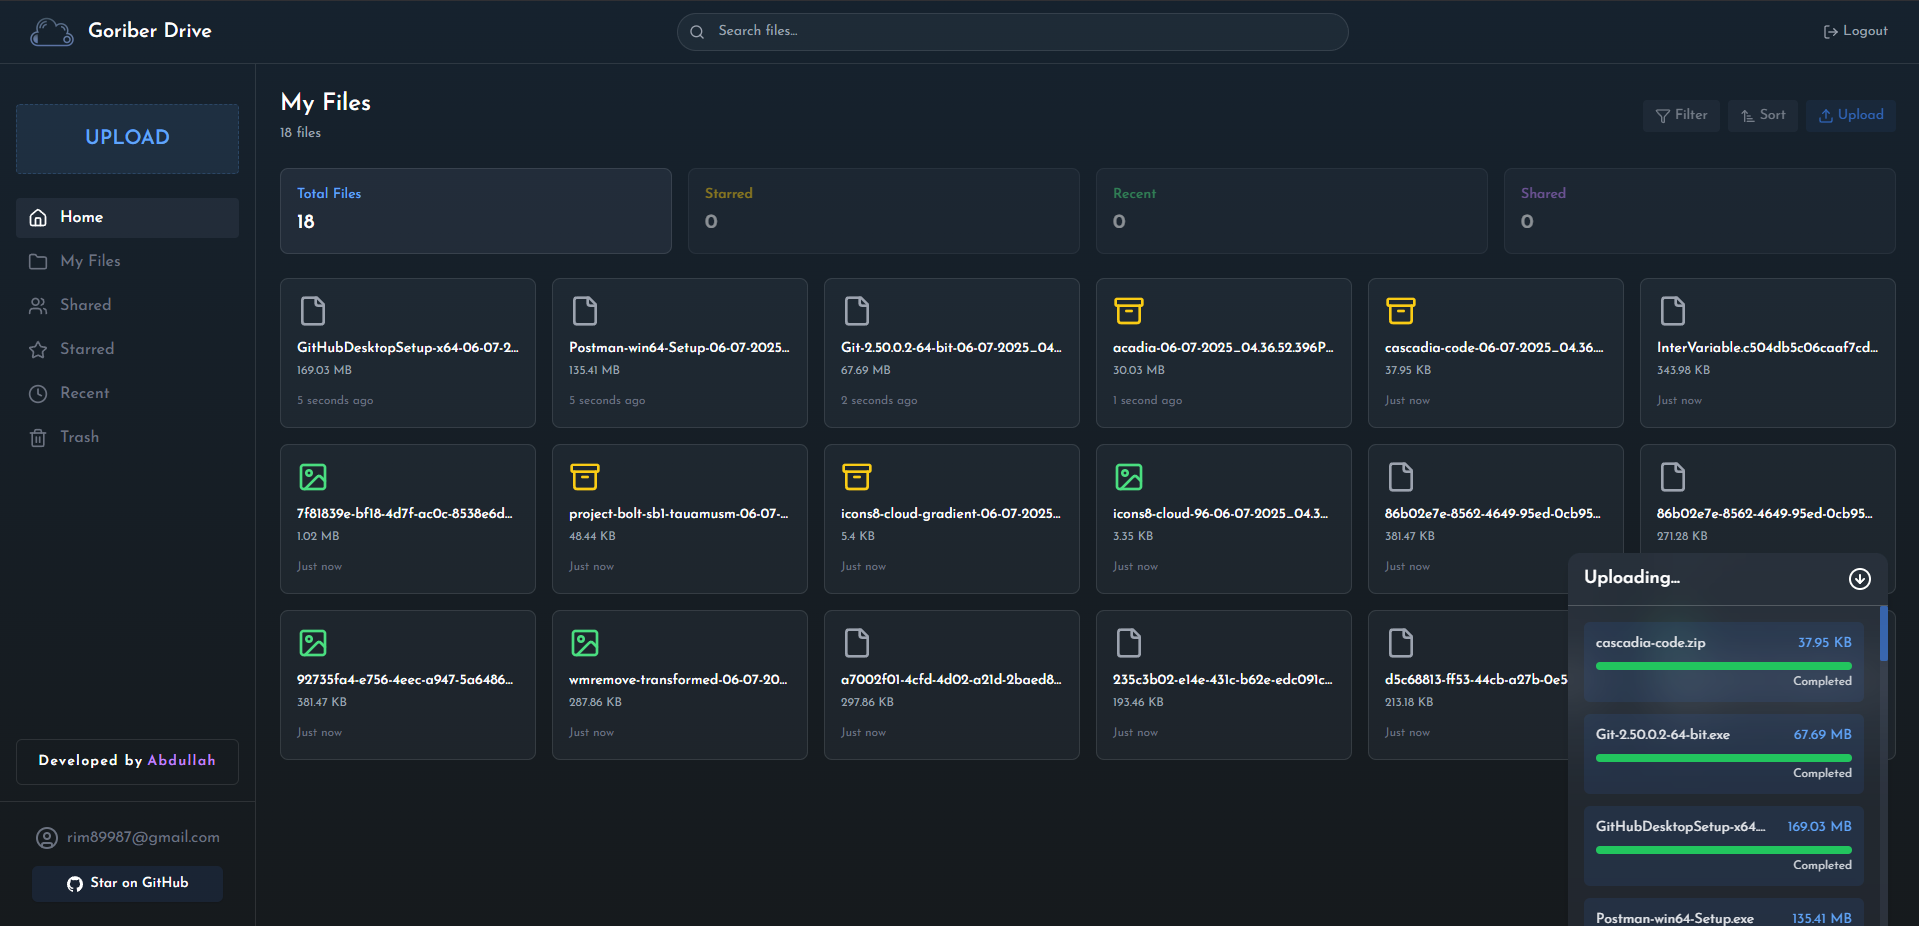 Goriber Drive
Search files...
Logout
UPLOAD
Home
My Files
Shared
Starred
Recent
Trash
Developed by Abdullah
rim89987@gmail.com
Star on GitHub
My Files
18 files
Filter
Sort
Upload
Total Files
18
Starred
0
Recent
0
Shared
0
GitHubDesktopSetup-x64-06-07-2...
169.03 MB
5 seconds ago
Postman-win64-Setup-06-07-2025...
135.41 MB
5 seconds ago
Git-2.50.0.2-64-bit-06-07-2025_04...
67.69 MB
2 seconds ago
acadia-06-07-2025_04.36.52.396P...
30.03 MB
1 second ago
cascadia-code-06-07-2025_04.36....
37.95 KB
Just now
InterVariable.c504db5c06caaf7cd...
343.98 KB
Just now
7f81839e-bf18-4d7f-ac0c-8538e6d...
1.02 MB
Just now
project-bolt-sb1-tauamusm-06-07-...
48.44 KB
Just now
icons8-cloud-gradient-06-07-2025...
5.4 KB
Just now
icons8-cloud-96-06-07-2025_04.3...
3.35 KB
Just now
86b02e7e-8562-4649-95ed-0cb95...
381.47 KB
Just now
86b02e7e-8562-4649-95ed-0cb95...
271.28 KB
92735fa4-e756-4eec-a947-5a6486...
381.47 KB
Just now
wmremove-transformed-06-07-20...
287.86 KB
Just now
a7002f01-4cfd-4d02-a21d-2baed8...
297.86 KB
Just now
235c3b02-e14e-431c-b62e-edc091c...
193.46 KB
Just now
d5c68813-ff53-44cb-a27b-0e5
213.18 KB
Just now
Uploading...
cascadia-code.zip
37.95 KB
Completed
Git-2.50.0.2-64-bit.exe
67.69 MB
Completed
GitHubDesktopSetup-x64....
169.03 MB
Completed
Postman-win64-Setup.exe
135.41 MB